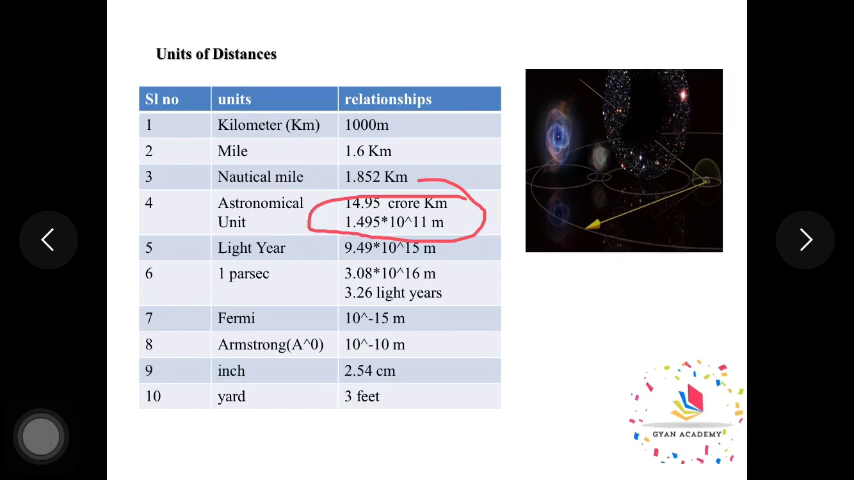 Units of Distances
Sl no units relationships
1 Kilometer (Km) 1000m
2 Mile 1.6 Km
3 Nautical mile 1.852 Km
4 Astronomical Unit 14.95 crore Km
1.495*10^11 m
5 Light Year 9.49*10^15 m
6 1 parsec 3.08*10^16 m
3.26 light years
7 Fermi 10^-15 m
8 Armstrong(A^0) 10^-10 m
9 inch 2.54 cm
10 yard 3 feet
GYAN ACADEMY